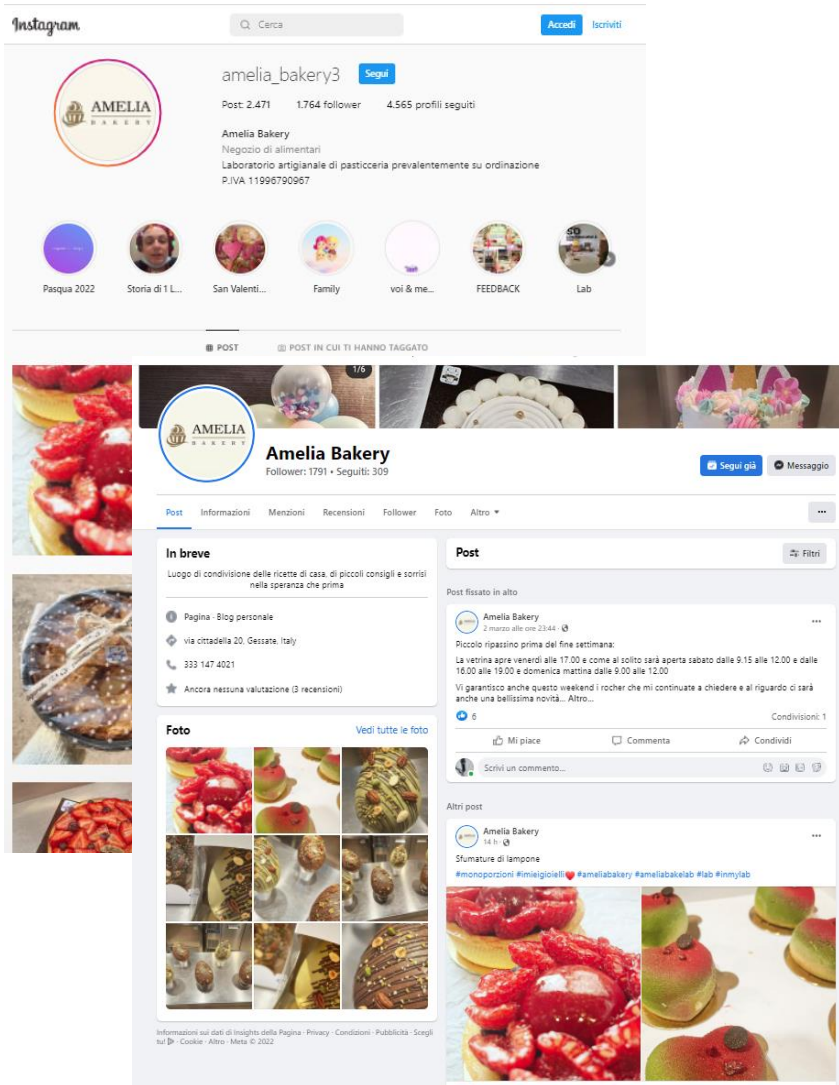 Instagram
Cerca
Accedi Iscriviti
AMELIA
BAKERY
amelia_bakery3 Segui
Post: 2.471 1.764 follower 4.565 profili seguiti
Amelia Bakery
Negozio di alimentari
Laboratorio artigianale di pasticceria prevalentemente su ordinazione
P.IVA 11996790967
Pasqua 2022 Storia di 1 L... San Valenti... Family voi & me... FEEDBACK Lab
POST POST IN CUI TI HANNO TAGGATO
1/6
AMELIA
BAKERY
Amelia Bakery
Follower: 1791 • Seguiti: 309
Segui già Messaggio
Post Informazioni Menzioni Recensioni Follower Foto Altro
In breve
Luogo di condivisione delle ricette di casa, di piccoli consigli e sorrisi
nella speranza che prima
Pagina · Blog personale
via cittadella 20, Gessate, Italy
333 147 4021
Ancora nessuna valutazione (3 recensioni)
Foto Vedi tutte le foto
Informazioni sui dati di Insights della Pagina · Privacy · Condizioni · Pubblicità · Scegli
tu! · Cookie · Altro · Meta © 2022
Post Filtri
Post fissato in alto
Amelia Bakery
2 marzo alle ore 23:44 ·
Piccolo ripassino prima del fine settimana:
La vetrina apre venerdì alle 17.00 e come al solito sarà aperta sabato dalle 9.15 alle 12.00 e dalle
16.00 alle 19.00 e domenica mattina dalle 9.00 alle 12.00
Vi garantisco anche questo weekend i rocher che mi continuate a chiedere e al riguardo ci sarà
anche una bellissima novità... Altro...
6 Condivisioni: 1
Mi piace Commenta Condividi
Scrivi un commento...
Altri post
Amelia Bakery
14 h ·
Sfumature di lampone
#monoporzioni #imieigioielli❤️ #ameliabakery #ameliabakelab #lab #inmylab